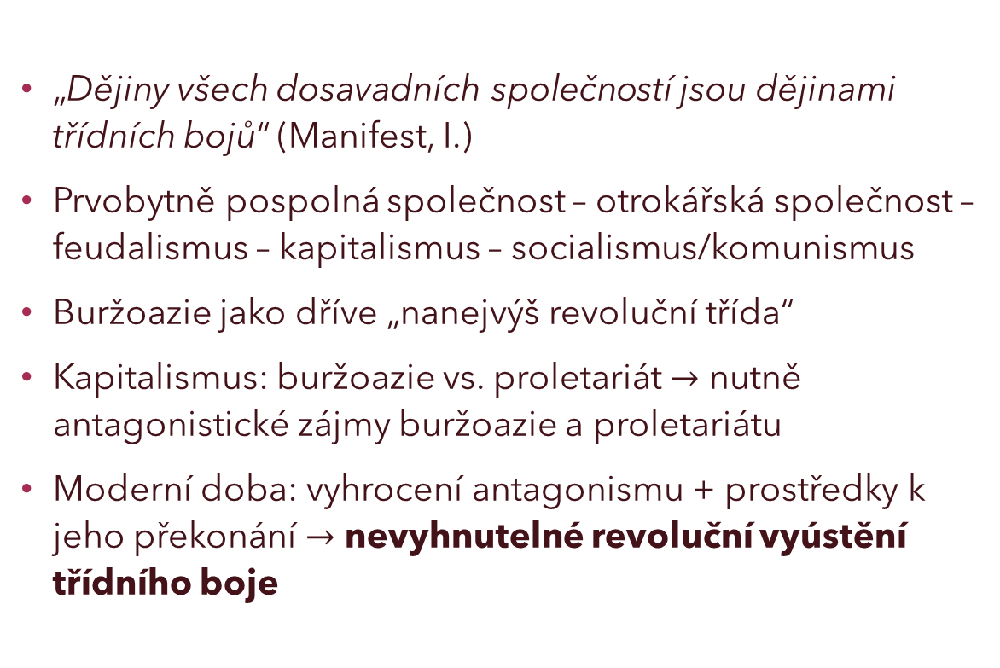 • „Dějiny všech dosavadních společností jsou dějinami
třídních bojů“ (Manifest, I.)
• Prvobytně pospolná společnost – otrokářská společnost –
feudalismus – kapitalismus – socialismus/komunismus
• Buržoazie jako dříve „nanejvýš revoluční třída“
• Kapitalismus: buržoazie vs. proletariát → nutně
antagonistické zájmy buržoazie a proletariátu
• Moderní doba: vyhrocení antagonismu + prostředky k
jeho překonání → nevyhnutelné revoluční vyústění
třídního boje